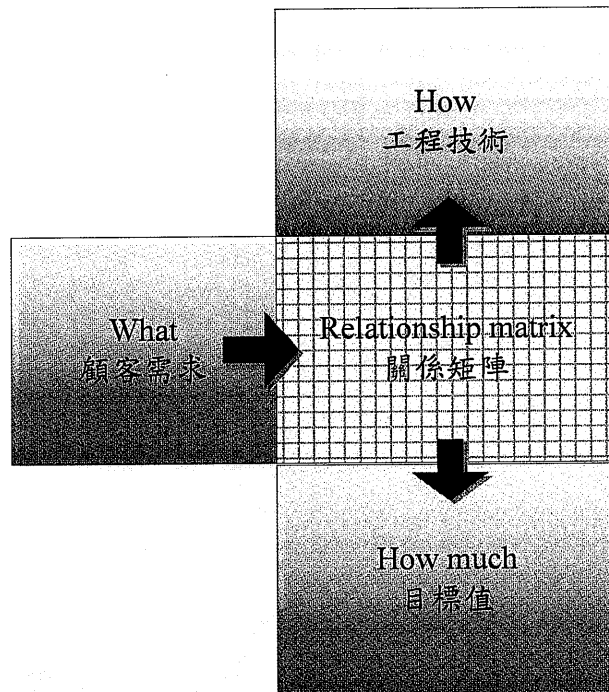 How
工程技術
What
顧客需求
Relationship matrix
關係矩陣
How much
目標值